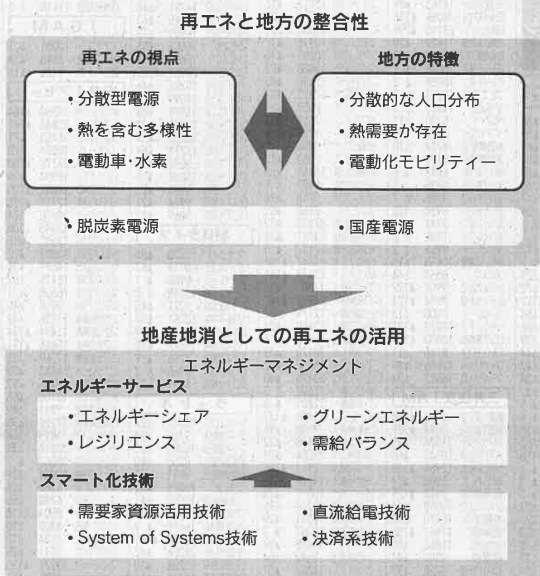 再エネと地方の整合性
再エネの視点
・分散型電源
・熱を含む多様性
・電動車・水素
地方の特徴
・分散的な人口分布
・熱需要が存在
・電動化モビリティー
・脱炭素電源
・国産電源
地産地消としての再エネの活用
エネルギーマネジメント
エネルギーサービス
・エネルギーシェア
・グリーンエネルギー
・レジリエンス
・需給バランス
スマート化技術
・需要家資源活用技術
・直流給電技術
・System of Systems技術
・決済系技術